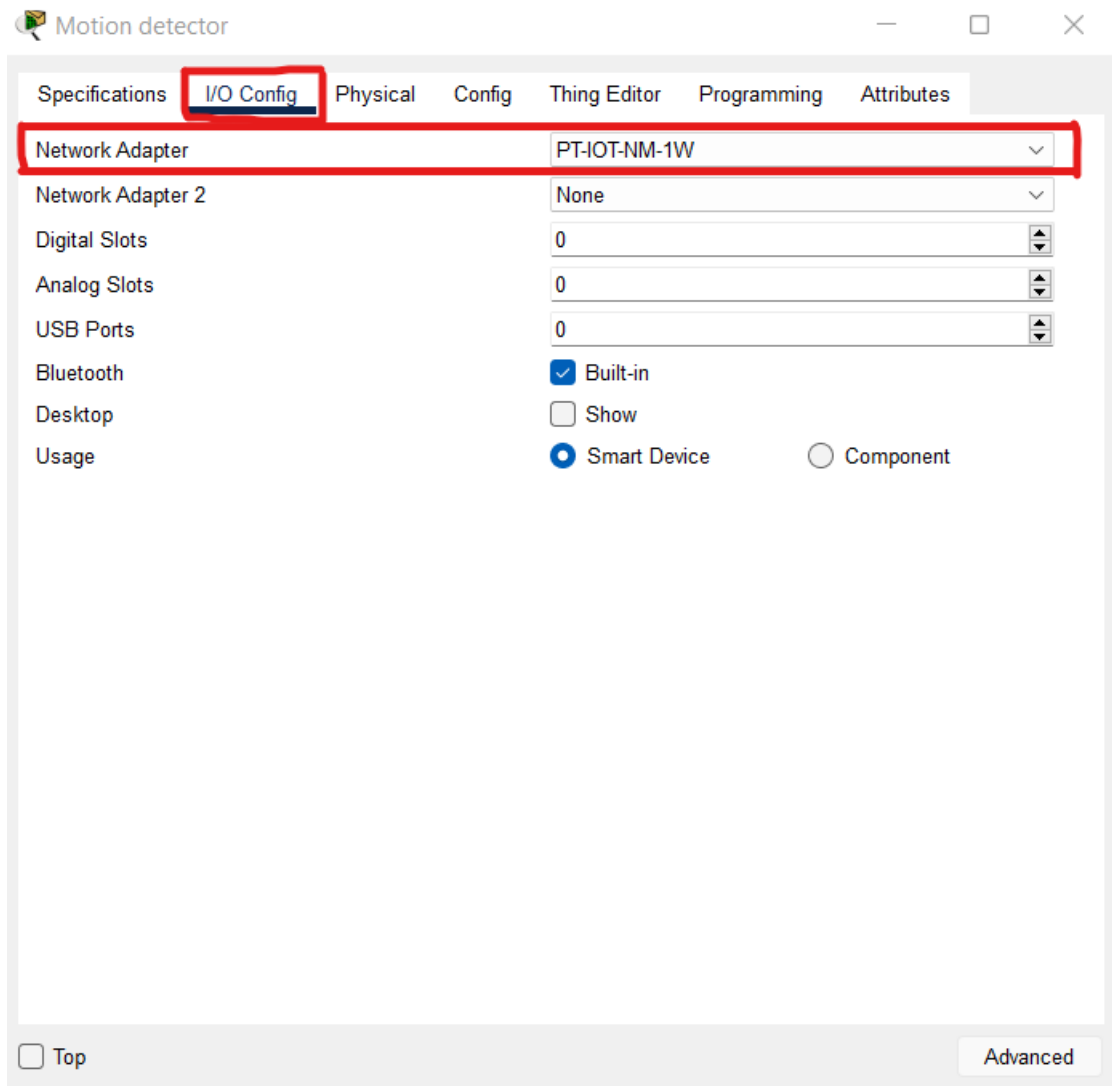 Motion detector
Specifications I/O Config Physical Config Thing Editor Programming Attributes
Network Adapter PT-IOT-NM-1W
Network Adapter 2 None
Digital Slots 0
Analog Slots 0
USB Ports 0
Bluetooth Built-in
Desktop Show
Usage Smart Device Component
Top Advanced